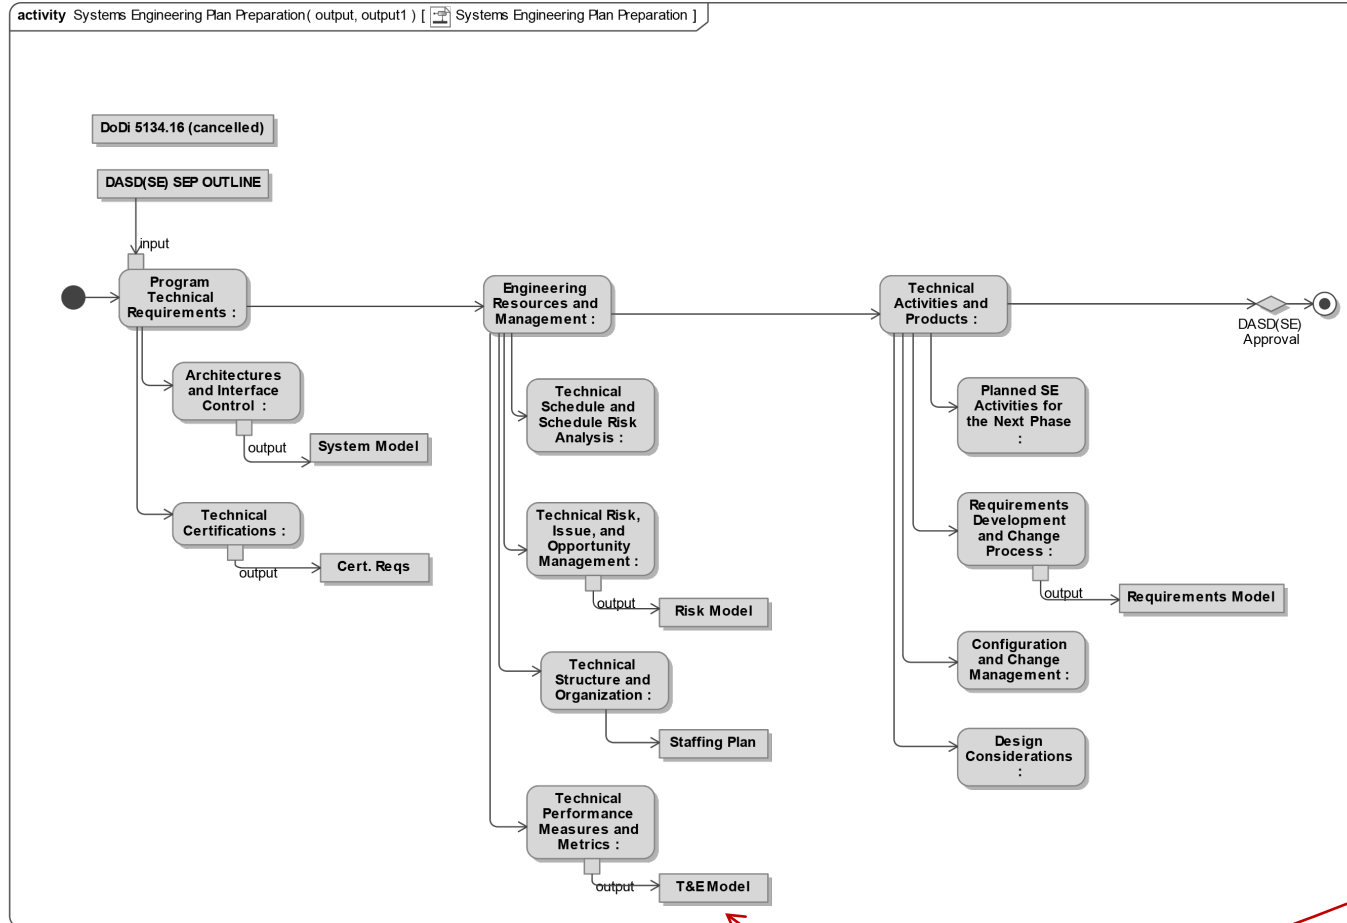 activity Systems Engineering Plan Preparation( output, output1 ) [ Systems Engineering Plan Preparation ]
DoDi 5134.16 (cancelled)
DASD(SE) SEP OUTLINE
input
Program
Technical
Requirements :
Architectures
and Interface
Control :
output
System Model
Technical
Certifications :
output
Cert. Reqs
Engineering
Resources and
Management :
Technical
Schedule and
Schedule Risk
Analysis :
Technical Risk,
Issue, and
Opportunity
Management :
output
Risk Model
Technical
Structure and
Organization :
Staffing Plan
Technical
Performance
Measures and
Metrics :
output
T&E Model
Technical
Activities and
Products :
Planned SE
Activities for
the Next Phase
:
Requirements
Development
and Change
Process :
output
Requirements Model
Configuration
and Change
Management :
Design
Considerations
:
DASD(SE)
Approval